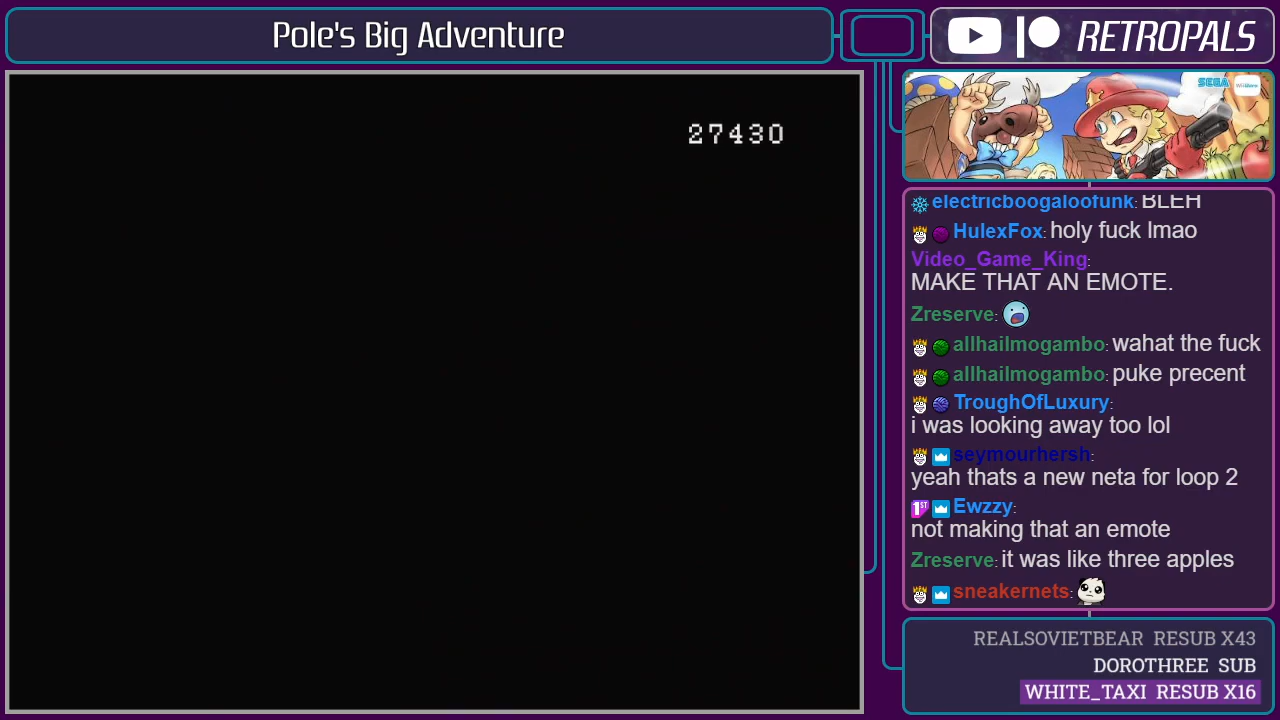 Pole's Big Adventure
RETROPALS
27430
SEGA
electricboogaloofunk: BLEH
HulexFox: holy fuck lmao
Video_Game_King:
MAKE THAT AN EMOTE.
Zreserve:
allhailmogambo: wahat the fuck
allhailmogambo: puke precent
TroughOfLuxury:
i was looking away too lol
seymourhersh:
yeah thats a new neta for loop 2
1ST Ewzzy:
not making that an emote
Zreserve: it was like three apples
sneakernets:
REALSOVIETBEAR RESUB X43
DOROTHREE SUB
WHITE_TAXI RESUB X16